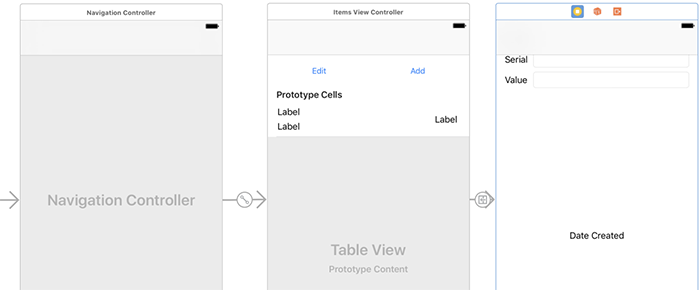 Navigation Controller
Navigation Controller
Items View Controller
Edit Add
Prototype Cells
Label
Label
Label
Table View
Prototype Content
Serial
Value
Date Created